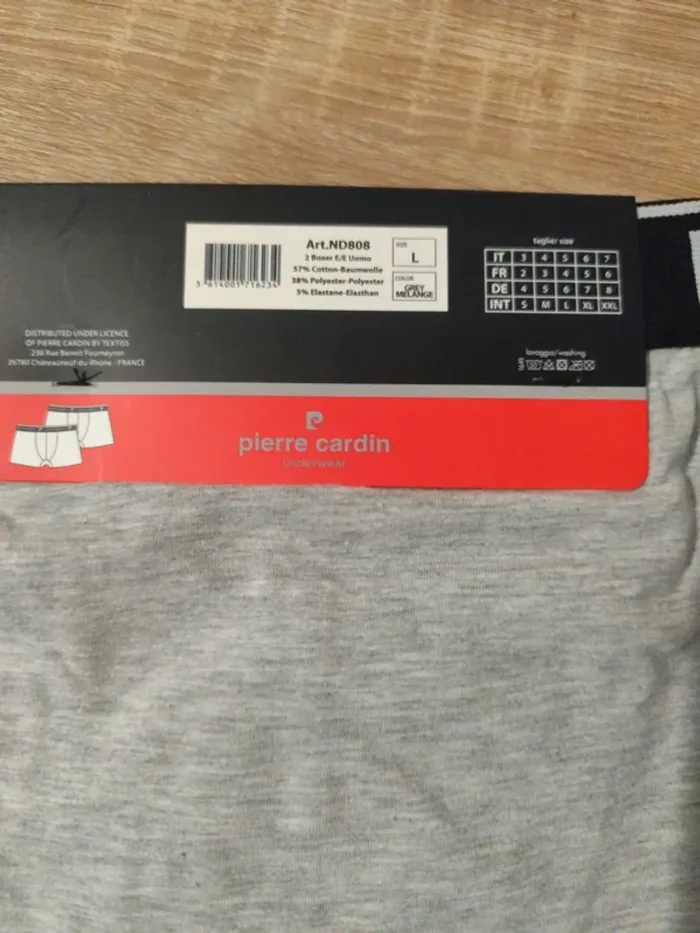 Art.ND808
2 Boxer E/E Uomo
57% Cotton-Baumwolle
38% Polyester-Polyester
5% Elastane-Elasthan
3 614001 716234
SIZE
L
COLOR
GREY
MELANGE
taglie/ size
IT 3 4 5 6 7
FR 2 3 4 5 6
DE 4 5 6 7 8
INT S M L XL XXL
DISTRIBUTED UNDER LICENCE
OF PIERRE CARDIN BY TEXTISS
236 Rue Benoit Fourneyron
26780 Châteauneuf-du-Rhône - FRANCE
lavaggio/washing
pierre cardin
underwear